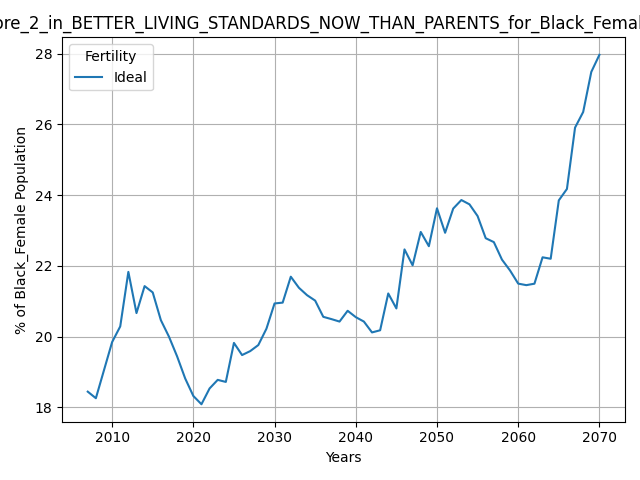 ore_2_in_BETTER_LIVING_STANDARDS_NOW_THAN_PARENTS_for_Black_Femal
Fertility
Ideal
28
26
24
22
20
18
% of Black_Female Population
2010 2020 2030 2040 2050 2060 2070
Years